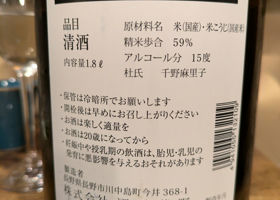 品目
清酒
内容量1.8ℓ
原材料名 米(国産)・米こうじ(国産米)
精米歩合 59%
アルコール分 15度
杜氏 千野麻里子
・保管は冷暗所でお願いします
・開栓後は早めにお召し上がりください
・お酒は楽しく適量を
・お酒は20歳になってから
・妊娠中や授乳期の飲酒は、胎児・乳児の
発育に悪影響を与えるおそれがあります
製造者
長野県長野市川中島町今井368-1
株式会社